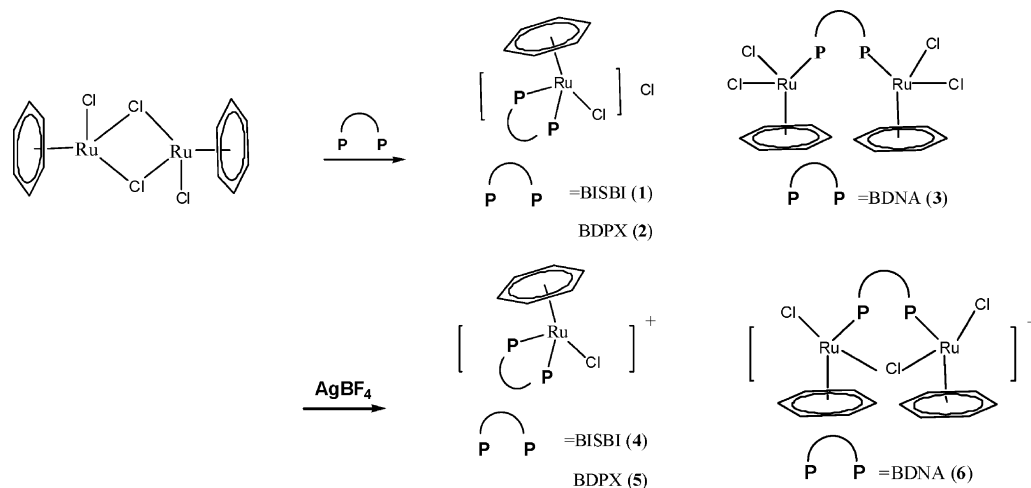 Cl
Cl
Ru
Ru
Cl
Cl
P P
Ru
P
P
Cl
Cl
P P
=BISBI (1)
BDPX (2)
P P
Cl
Cl
Ru
Ru
Cl
Cl
P P
=BDNA (3)
AgBF4
Ru
+
P
P
Cl
P P
=BISBI (4)
BDPX (5)
Cl
P P
Cl
Ru
Ru
Cl
P P
=BDNA (6)